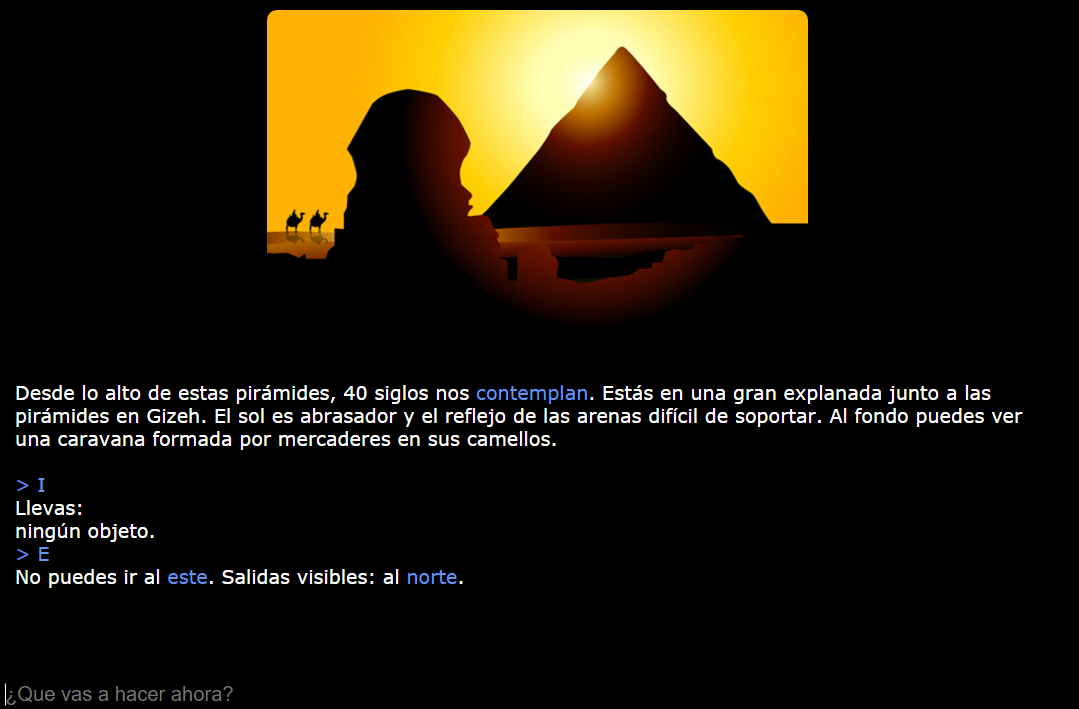 Desde lo alto de estas pirámides, 40 siglos nos contemplan. Estás en una gran explanada junto a las
pirámides en Gizeh. El sol es abrasador y el reflejo de las arenas difícil de soportar. Al fondo puedes ver
una caravana formada por mercaderes en sus camellos.
> I
Llevas:
ningún objeto.
> E
No puedes ir al este. Salidas visibles: al norte.
¿Que vas a hacer ahora?